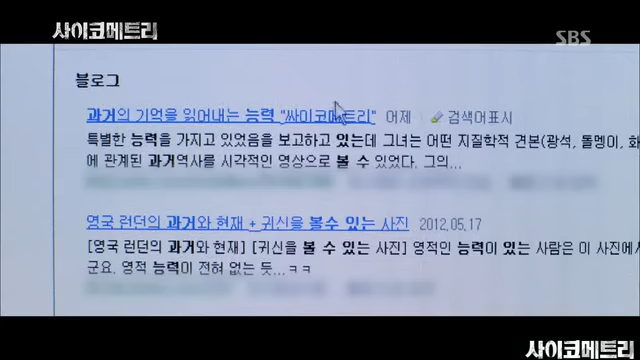 사이코메트리
SBS
블로그
과거의 기억을 읽어내는 능력 "싸이코메트리" 어제 검색어표시
특별한 능력을 가지고 있었음을 보고하고 있는데 그녀는 어떤 지질학적 견본(광석, 돌멩이, 화
에 관계된 과거역사를 시각적인 영상으로 볼 수 있었다. 그의...
영국 런던의 과거와 현재 + 귀신을 볼수 있는 사진 2012.05.17
[영국 런던의 과거와 현재] [귀신을 볼 수 있는 사진] 영적인 능력이 있는 사람은 이 사진에서
군요. 영적 능력이 전혀 없는 듯...ㅋㅋ
사이코메트리